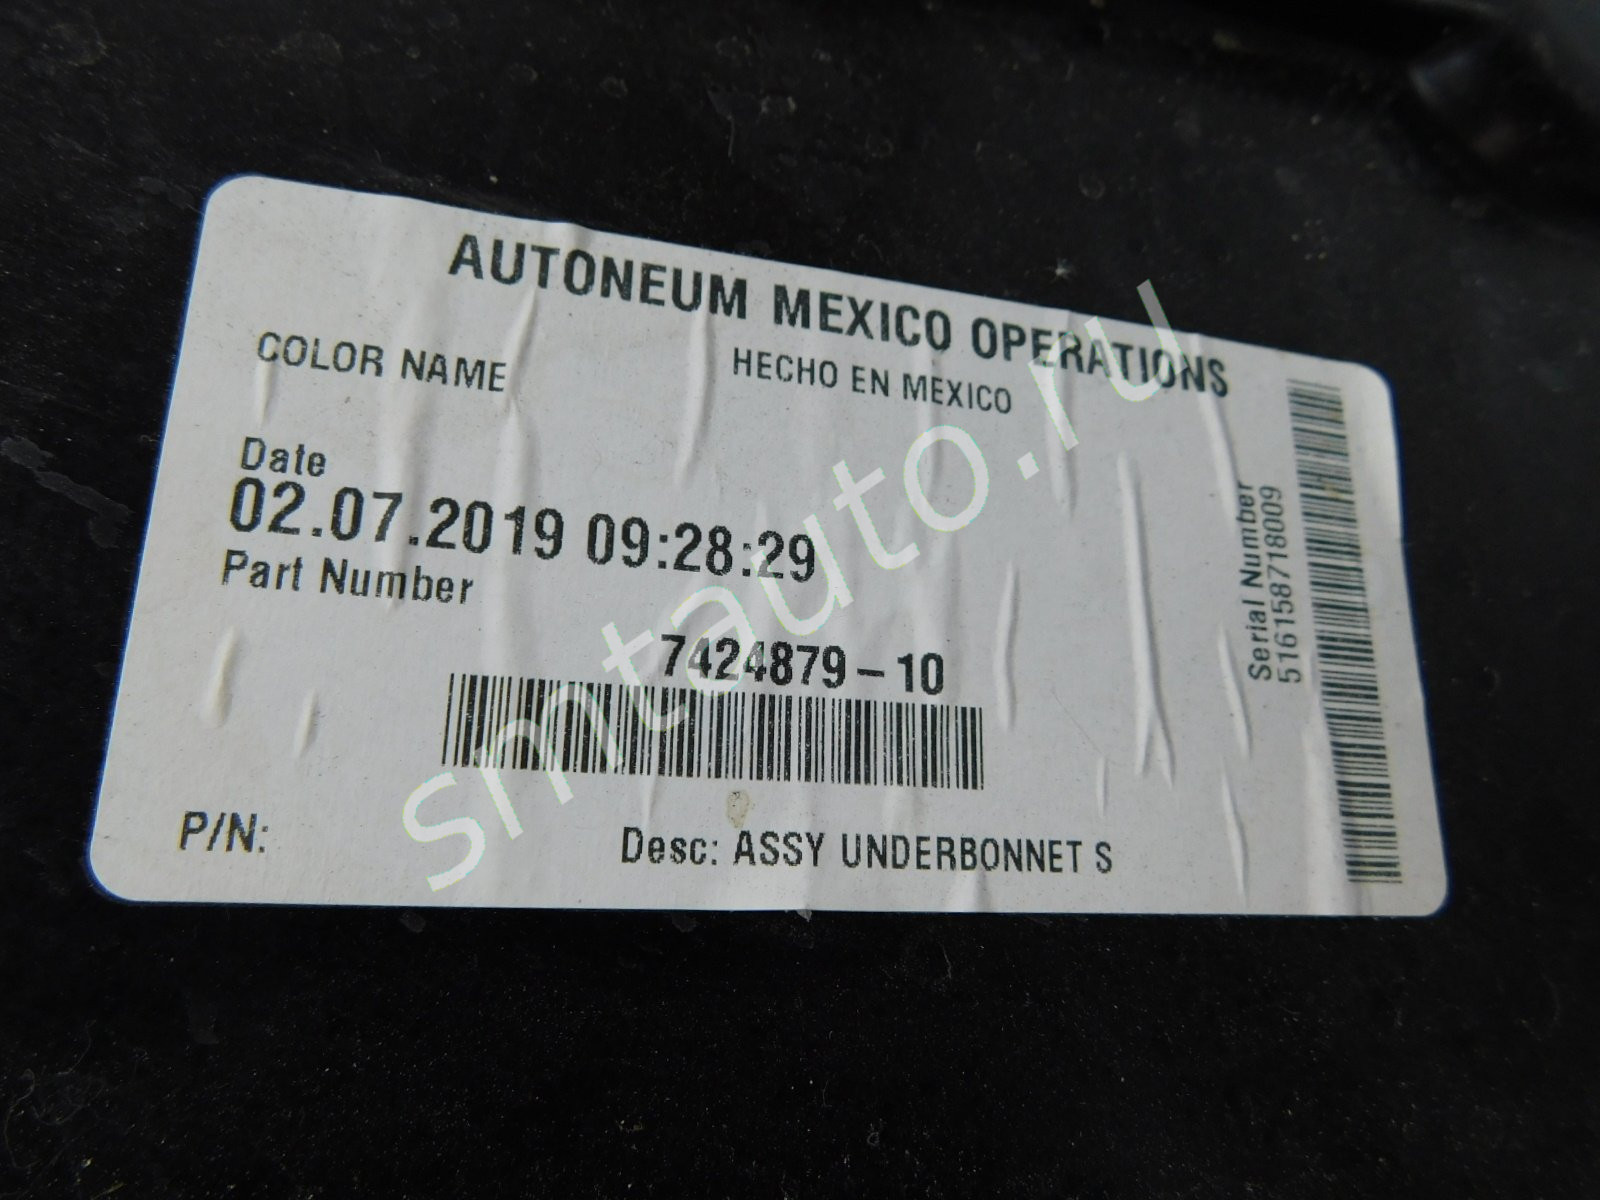 AUTONEUM MEXICO OPERATIONS
COLOR NAME
HECHO EN MEXICO
Date
02.07.2019 09:28:29
Part Number
7424879-10
P/N:
Desc: ASSY UNDERBONNET S
Serial Number
5161587718009
smtauto.ru